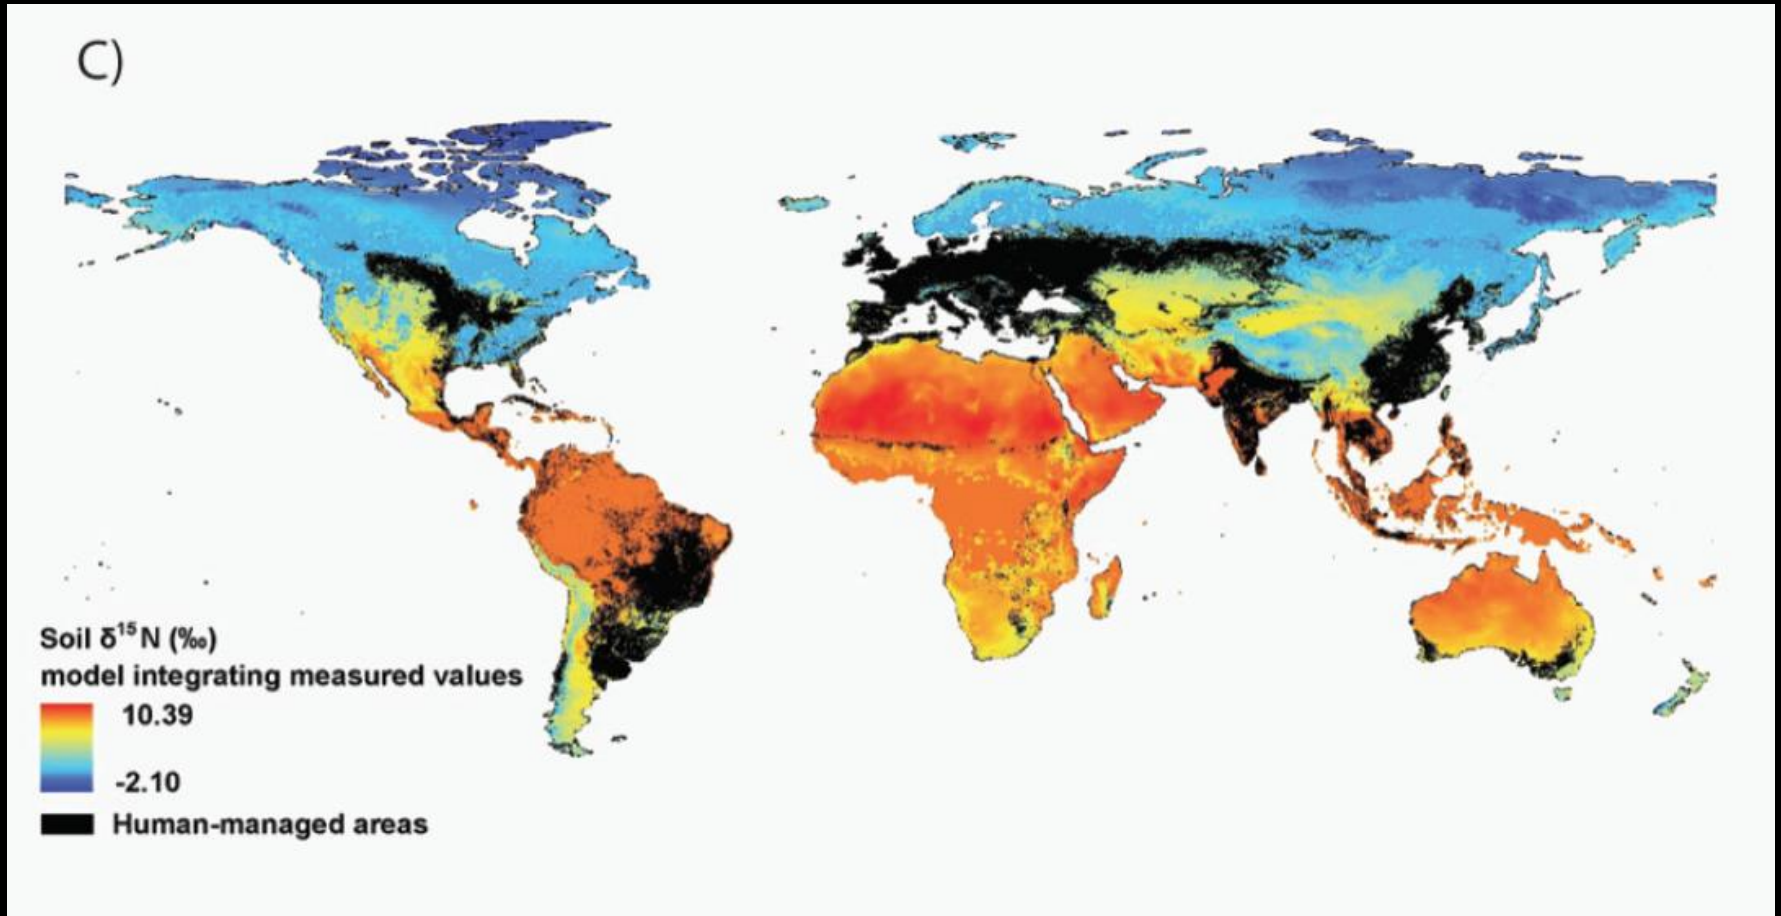 C)
Soil δ¹⁵N (‰)
model integrating measured values
10.39
-2.10
Human-managed areas